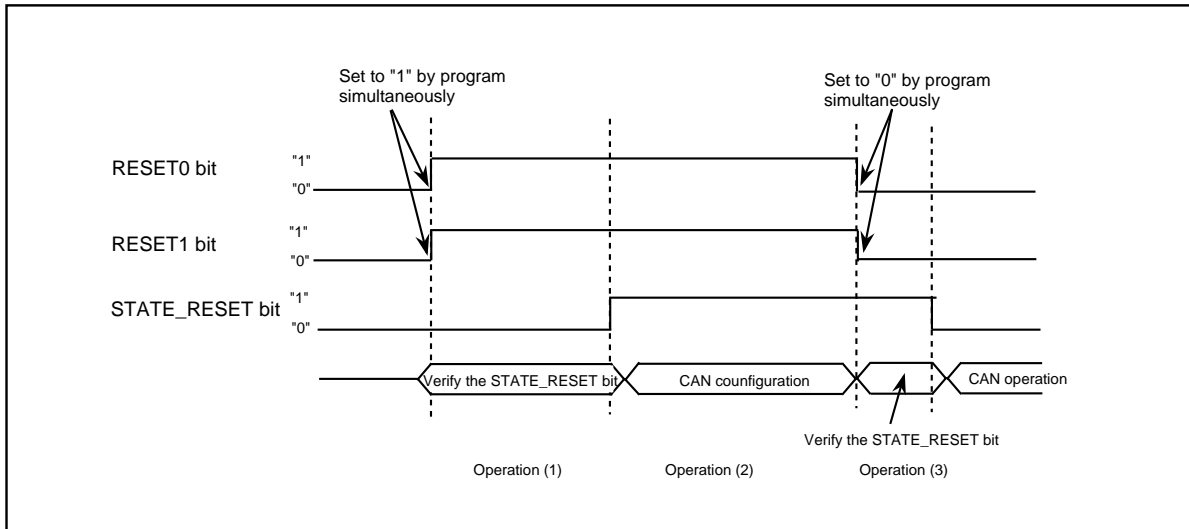 Set to "1" by program
simultaneously
Set to "0" by program
simultaneously
RESET0 bit
"1"
"0"
RESET1 bit
"1"
"0"
STATE_RESET bit
"1"
"0"
Verify the STATE_RESET bit
CAN counfiguration
CAN operation
Verify the STATE_RESET bit
Operation (1)
Operation (2)
Operation (3)